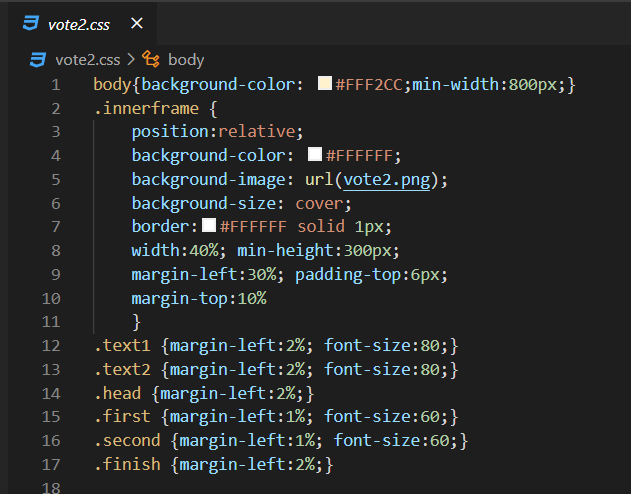 vote2.css ×
vote2.css > body
1 body{background-color: #FFF2CC;min-width:800px;}
2 .innerframe {
3 position:relative;
4 background-color: #FFFFFF;
5 background-image: url(vote2.png);
6 background-size: cover;
7 border: #FFFFFF solid 1px;
8 width:40%; min-height:300px;
9 margin-left:30%; padding-top:6px;
10 margin-top:10%
11 }
12 .text1 {margin-left:2%; font-size:80;}
13 .text2 {margin-left:2%; font-size:80;}
14 .head {margin-left:2%;}
15 .first {margin-left:1%; font-size:60;}
16 .second {margin-left:1%; font-size:60;}
17 .finish {margin-left:2%;}
18